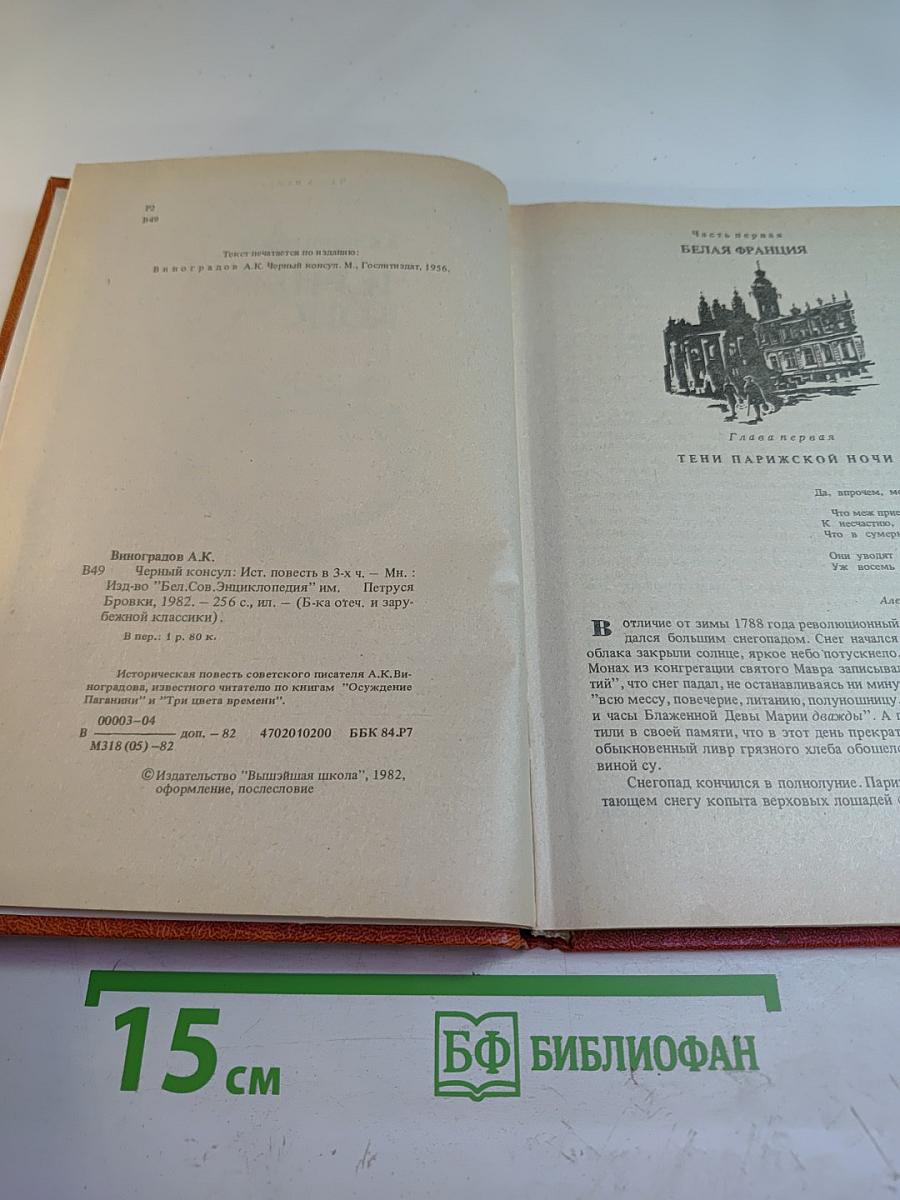 Р2
В49
Текст печатается по изданию:
Виноградов А.К. Черный консул. М., Гослитиздат, 1956.
Виноградов А.К.
В49 Черный консул: Ист. повесть в 3-х ч. — Мн. :
Изд-во "Бел.Сов.Энциклопедия" им. Петруся
Бровки, 1982. — 256 с., ил. — (Б-ка отеч. и зару-
бежной классики).
В пер.: 1 р. 80 к.
Историческая повесть советского писателя А.К.Ви-
ноградова, известного читателю по книгам "Осуждение
Паганини" и "Три цвета времени".
00003—04
В доп. — 82 4702010200 ББК 84.Р7
М318 (05) —82
© Издательство "Вышэйшая школа", 1982,
оформление, послесловие
Часть первая
БЕЛАЯ ФРАНЦИЯ
Глава первая
ТЕНИ ПАРИЖСКОЙ НОЧИ
Да, впрочем,
Что меж
К несчастию,
Что в
Они уводят
Уж восемь
В отличие от зимы 1788 года революционный
дался большим снегопадом. Снег начался
облака закрыли солнце, яркое небо потускнело.
Монах из конгрегации святого Мавра
тий", что снег падал, не останавливаясь ни
"всю мессу, повечерие, литанию, полуношницу,
и часы Блаженной Девы Марии дважды". А
тили в своей памяти, что в этот день
обыкновенный ливр грязного хлеба
виной су.
Снегопад кончился в полнолуние.
тающем снегу копыта верховых лошадей
15 см
БФ БИБЛИОФАН